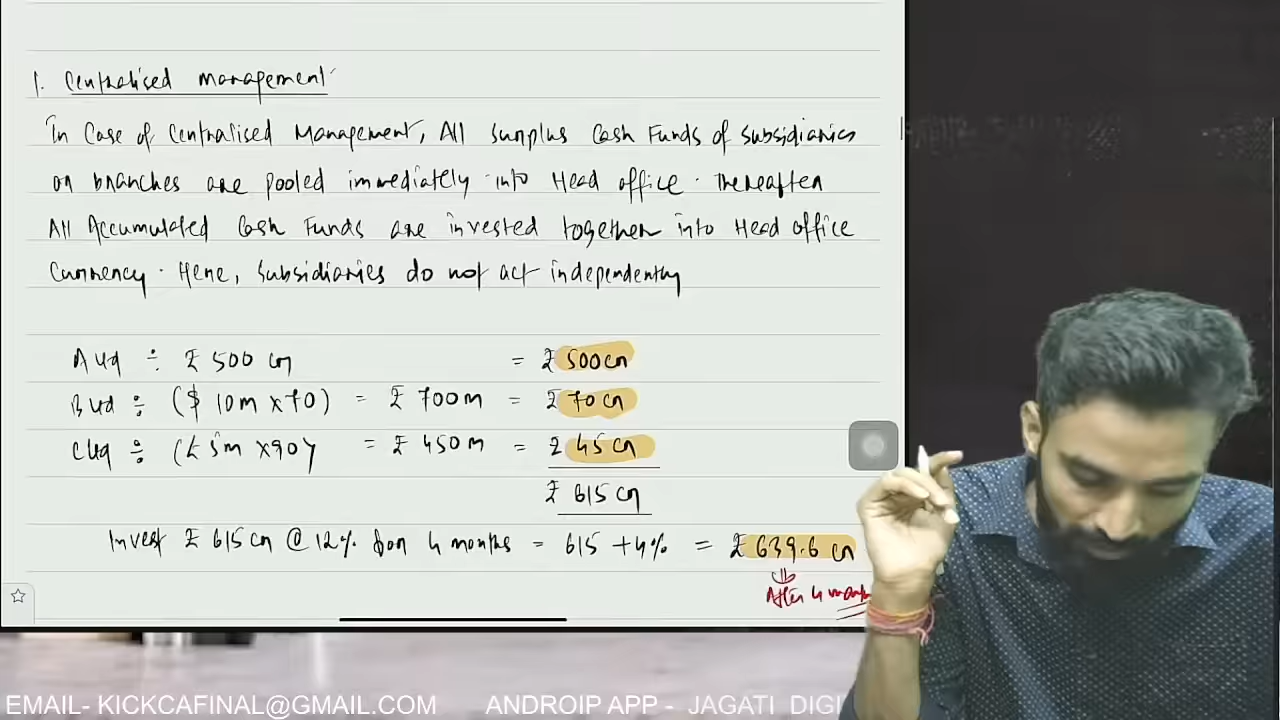 1. Centralised management
In Case of Centralised Management, All surplus Cash Funds of subsidiaries
or branches are pooled immediately into Head office. Thereafter
All Accumulated Cash Funds are invested together into Head office
Currency. Here, Subsidiaries do not act independently
÷ ₹ 500 cr = ₹ 500 cr
÷ ($ 10m x 70) = ₹ 700m = ₹ 70 cr
÷ (£ 5m x 90) = ₹ 450m = ₹ 45 cr
₹ 615 cr
Invest ₹ 615 cr @ 12% for 4 months = 615 + 4% = ₹ 639.6 cr
After 4 months
EMAIL- KICKCAFINAL@GMAIL.COM ANDROIP APP - JAGATI DIGI